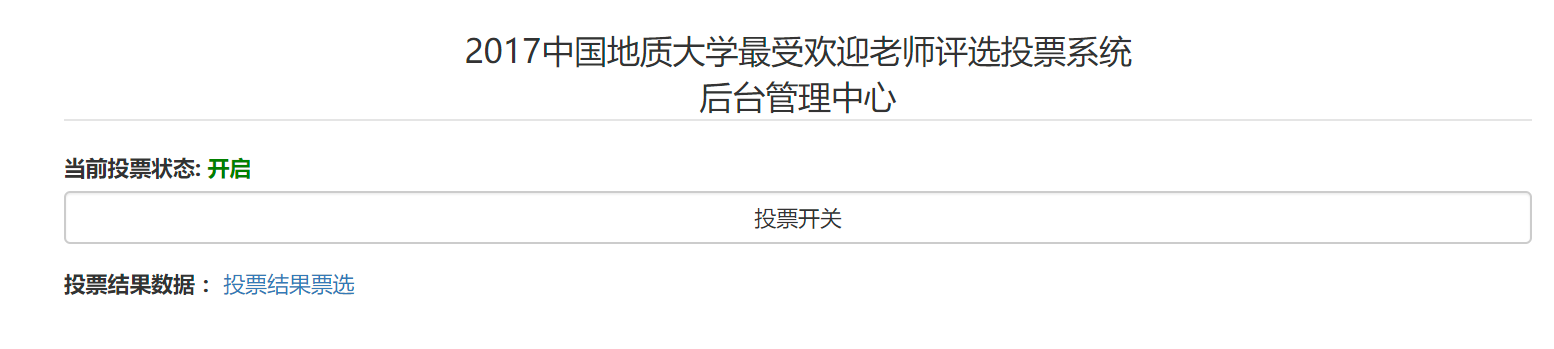 2017中国地质大学最受欢迎老师评选投票系统
后台管理中心
当前投票状态: 开启
投票开关
投票结果数据： 投票结果票选